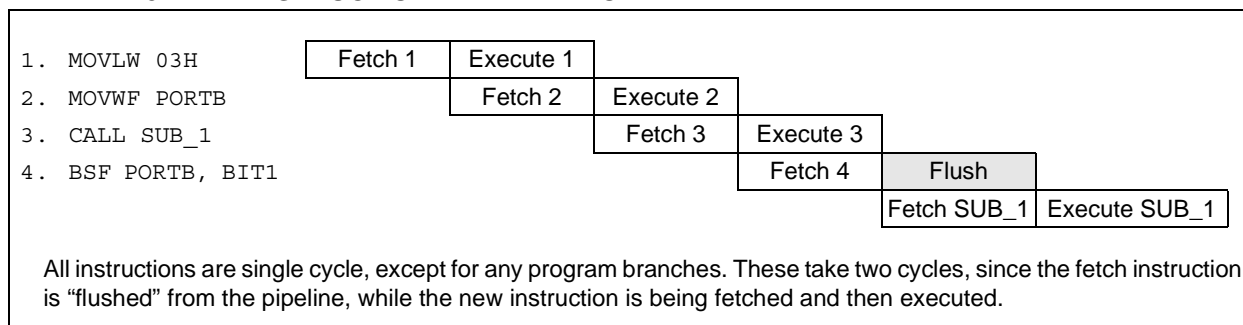 1. MOVLW 03H Fetch 1 Execute 1
2. MOVWF PORTB Fetch 2 Execute 2
3. CALL SUB_1 Fetch 3 Execute 3
4. BSF PORTB, BIT1 Fetch 4 Flush
Fetch SUB_1 Execute SUB_1
All instructions are single cycle, except for any program branches. These take two cycles, since the fetch instruction
is “flushed” from the pipeline, while the new instruction is being fetched and then executed.